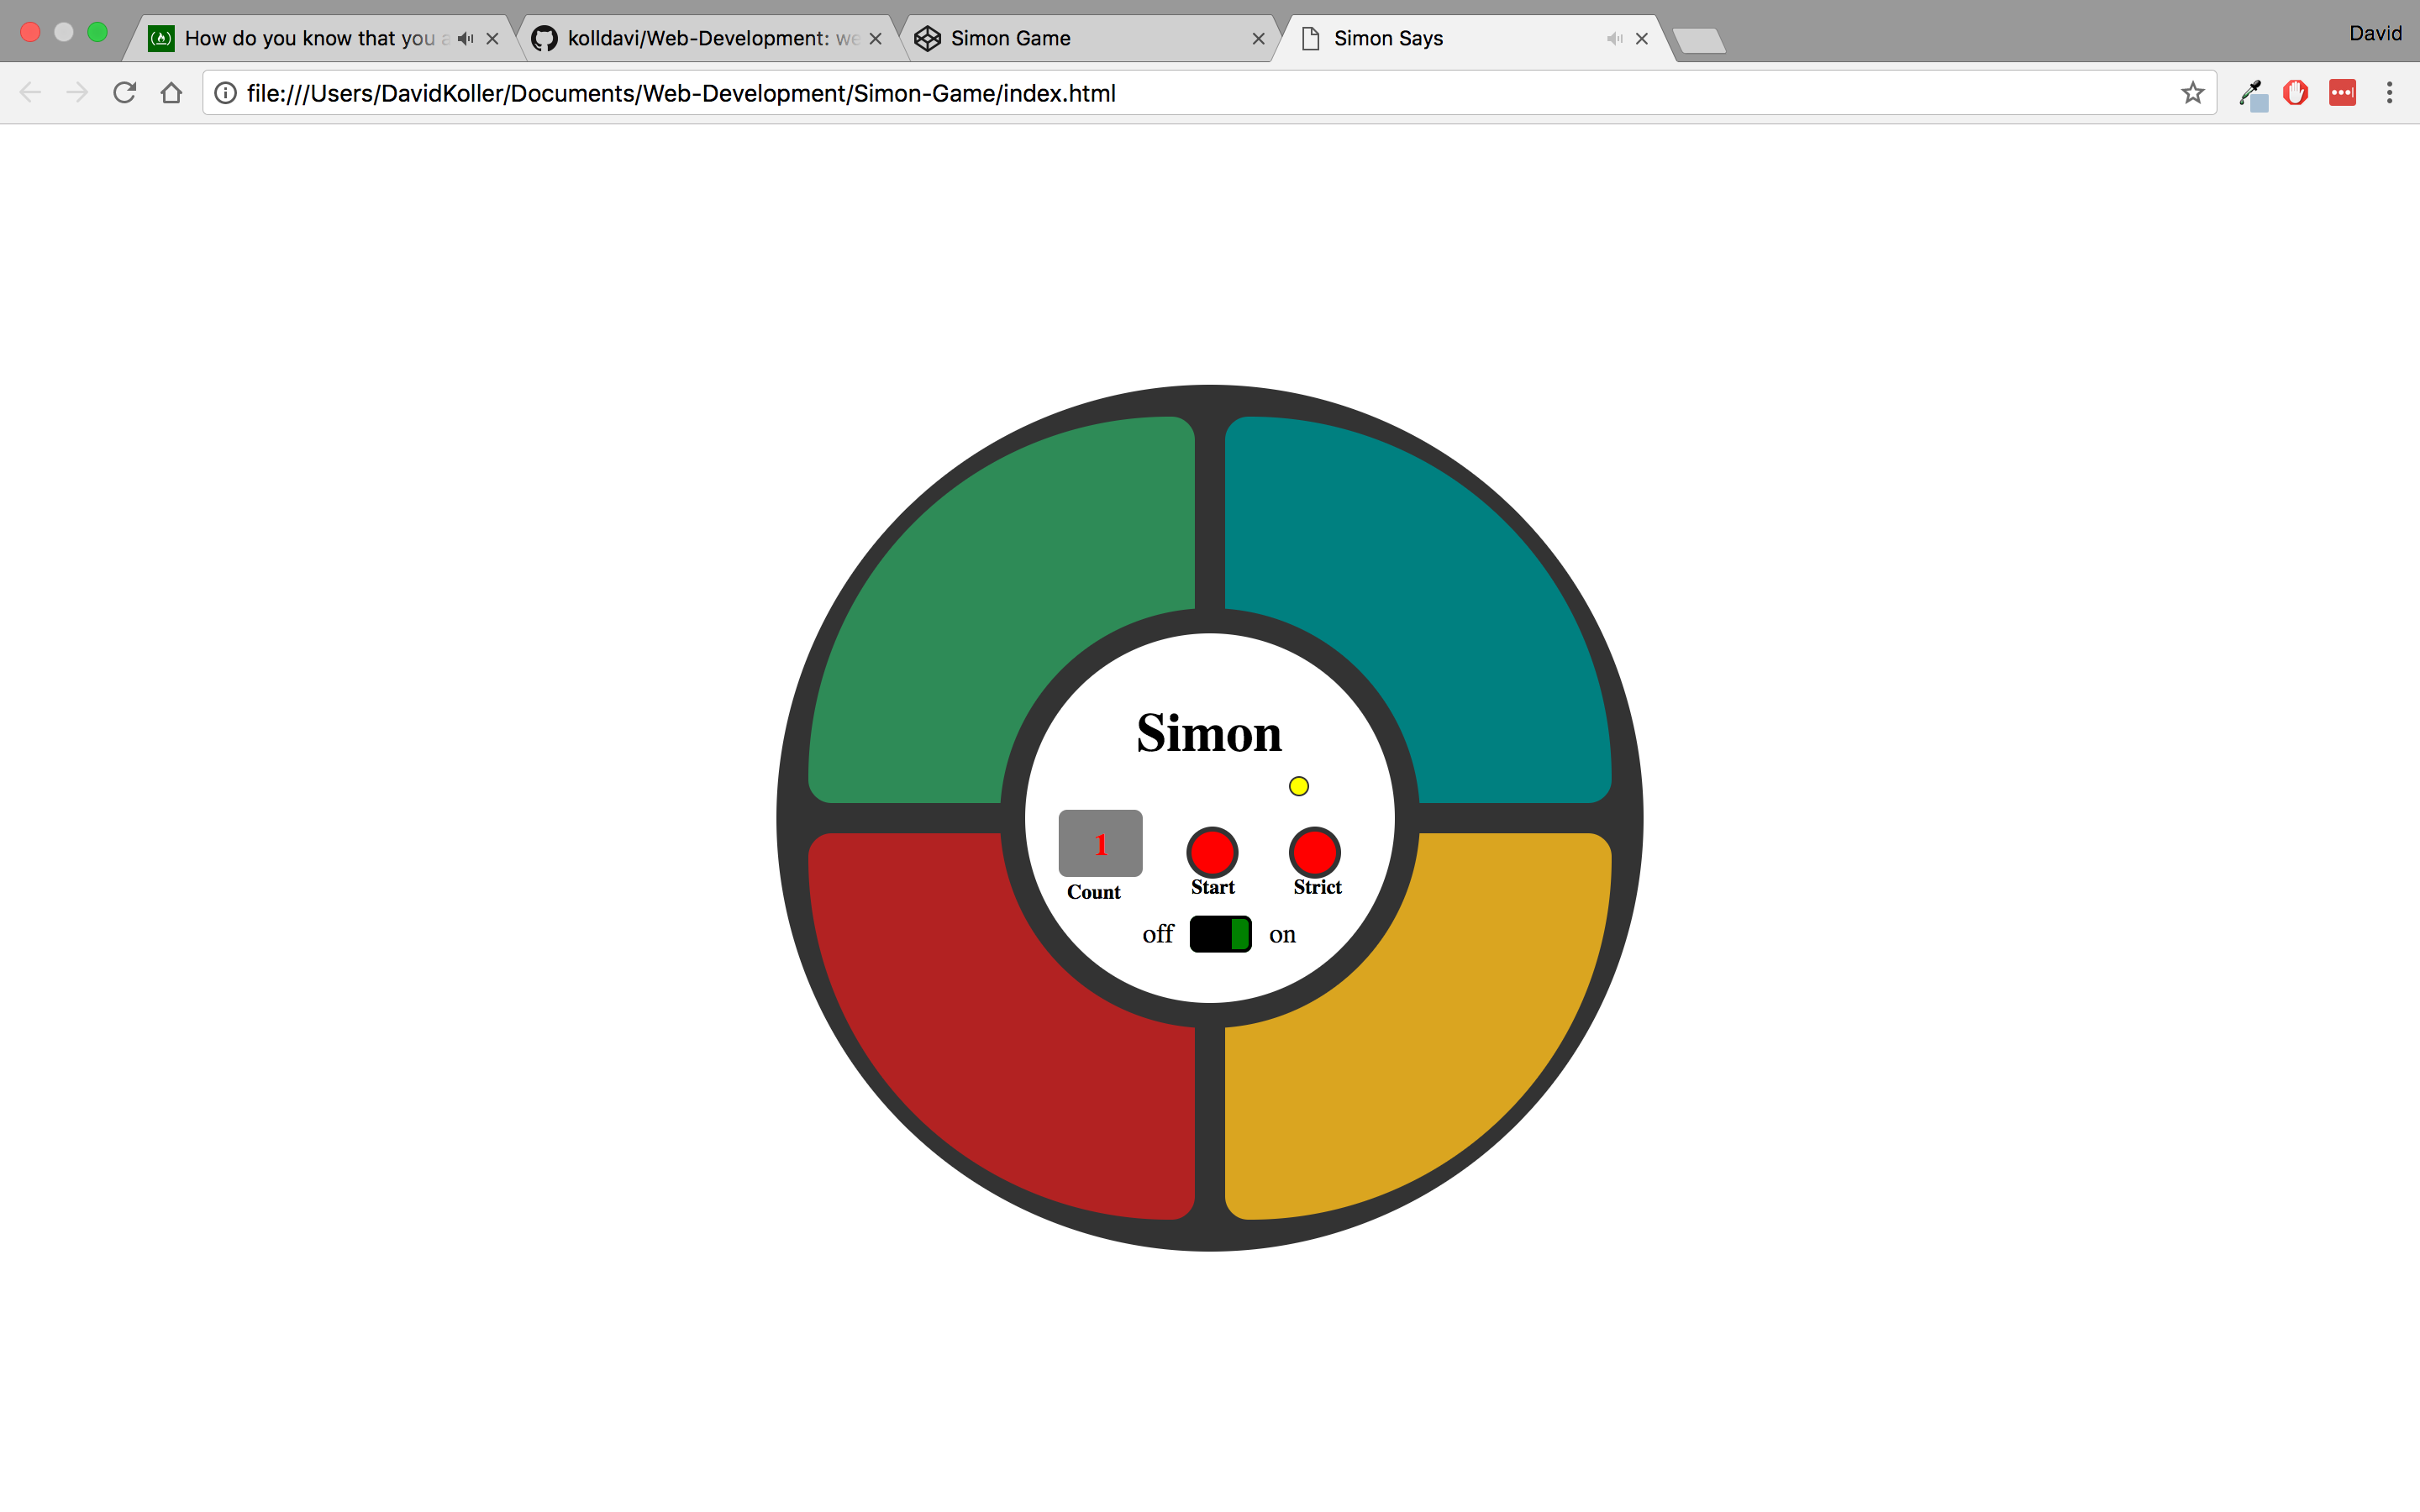 How do you know that you a
kolldavi/Web-Development: we
Simon Game
Simon Says
David
file:///Users/DavidKoller/Documents/Web-Development/Simon-Game/index.html
Simon
1
Count
Start
Strict
off
on